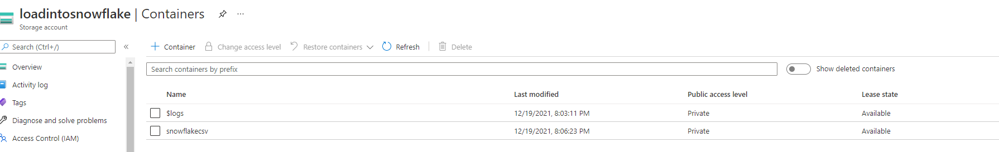 loadintosnowflake | Containers
Storage account
Search (Ctrl+/)
+ Container Change access level Restore containers Refresh Delete
Overview
Activity log
Tags
Diagnose and solve problems
Access Control (IAM)
Search containers by prefix
Show deleted containers
Name Last modified Public access level Lease state
$logs 12/19/2021, 8:03:11 PM Private Available
snowflakecsv 12/19/2021, 8:06:23 PM Private Available